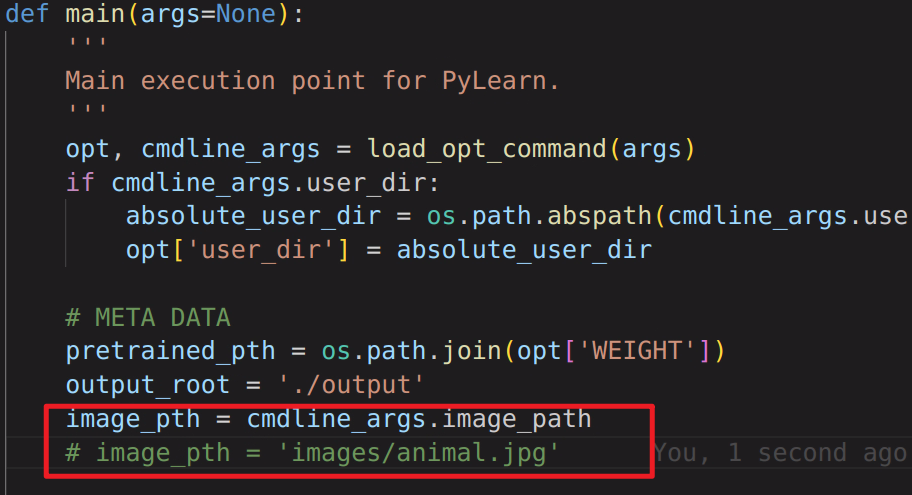 def main(args=None):
'''
Main execution point for PyLearn.
'''
opt, cmdline_args = load_opt_command(args)
if cmdline_args.user_dir:
absolute_user_dir = os.path.abspath(cmdline_args.use
opt['user_dir'] = absolute_user_dir
# META DATA
pretrained_pth = os.path.join(opt['WEIGHT'])
output_root = './output'
image_pth = cmdline_args.image_path
# image_pth = 'images/animal.jpg' You, 1 second ago